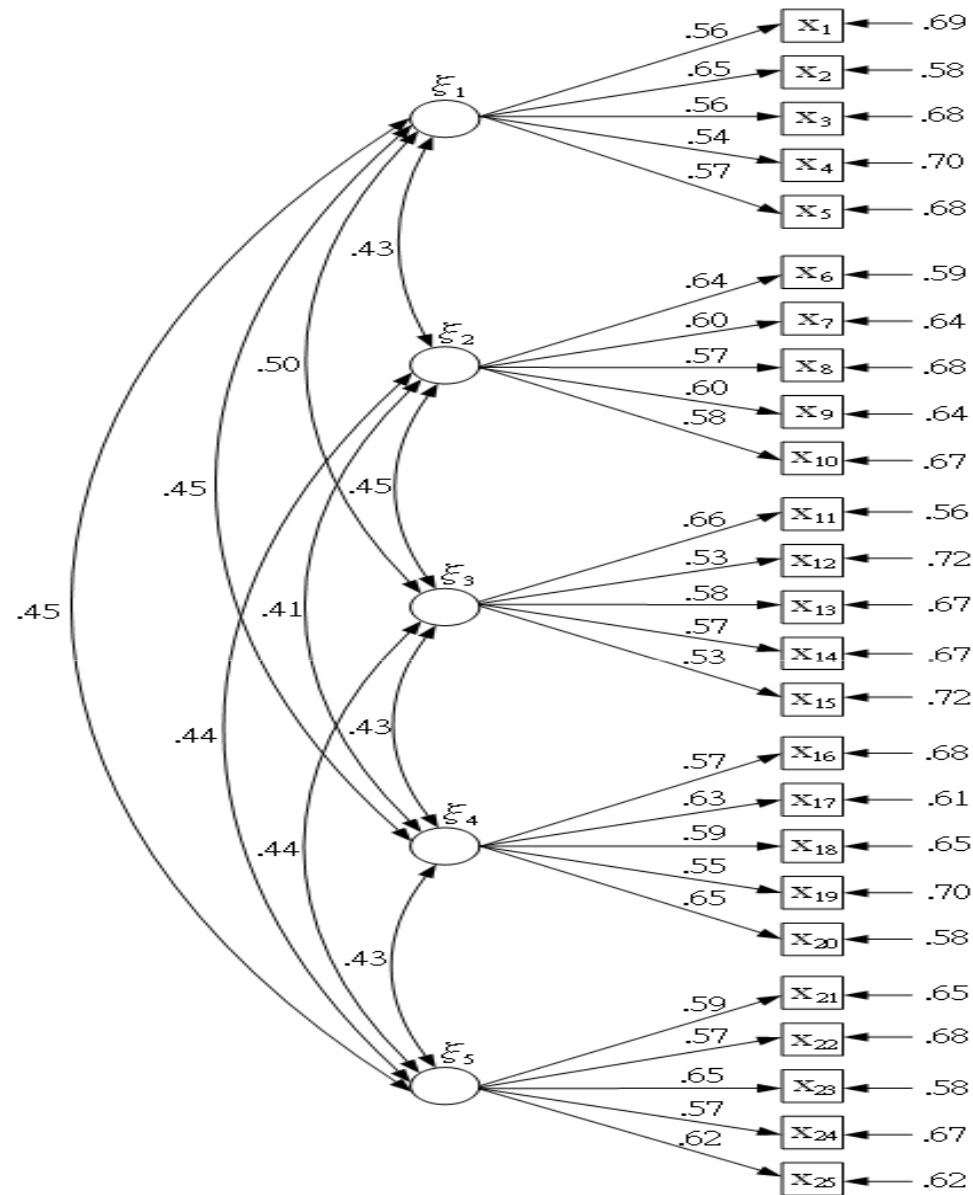 .56 x₁ .69
.65 x₂ .58
ξ₁
.56 x₃ .68
.54 x₄ .70
.57 x₅ .68
.43
.64 x₆ .59
.60 x₇ .64
ξ₂
.50
.57 x₈ .68
.60 x₉ .64
.58 x₁₀ .67
.45
.45
.66 x₁₁ .56
.53 x₁₂ .72
ξ₃
.45
.41
.58 x₁₃ .67
.57 x₁₄ .67
.53 x₁₅ .72
.44
.43
.57 x₁₆ .68
.63 x₁₇ .61
ξ₄
.44
.59 x₁₈ .65
.55 x₁₉ .70
.65 x₂₀ .58
.43
.59 x₂₁ .65
.57 x₂₂ .68
ξ₅
.65 x₂₃ .58
.57 x₂₄ .67
.62 x₂₅ .62